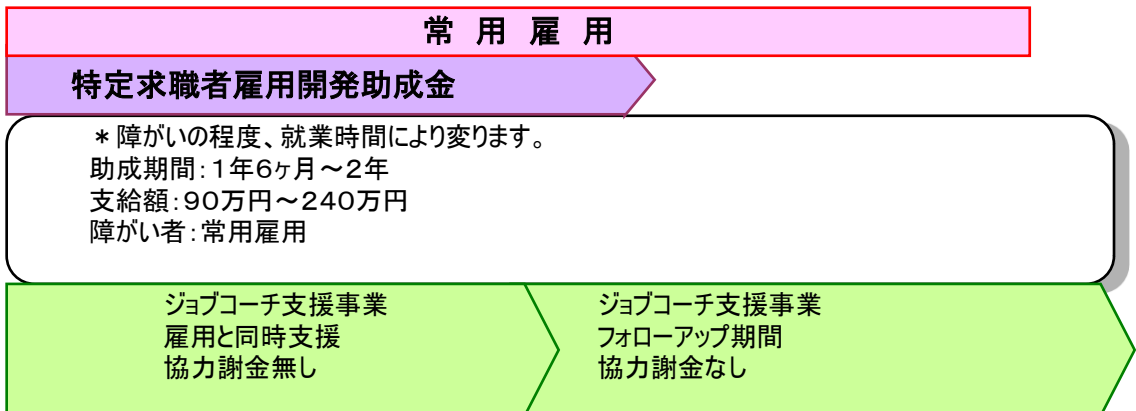 常 用 雇 用
特定求職者雇用開発助成金
＊障がいの程度、就業時間により変ります。
助成期間：１年６ヶ月～２年
支給額：９０万円～２４０万円
障がい者：常用雇用
ジョブコーチ支援事業
雇用と同時支援
協力謝金無し
ジョブコーチ支援事業
フォローアップ期間
協力謝金なし